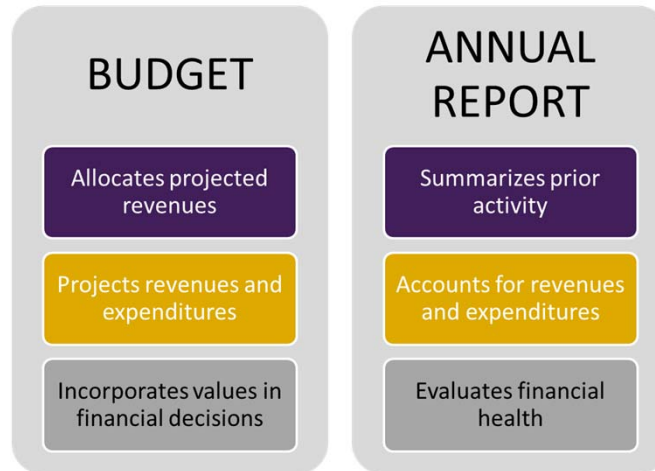 BUDGET
Allocates projected
revenues
Projects revenues and
expenditures
Incorporates values in
financial decisions
ANNUAL
REPORT
Summarizes prior
activity
Accounts for revenues
and expenditures
Evaluates financial
health